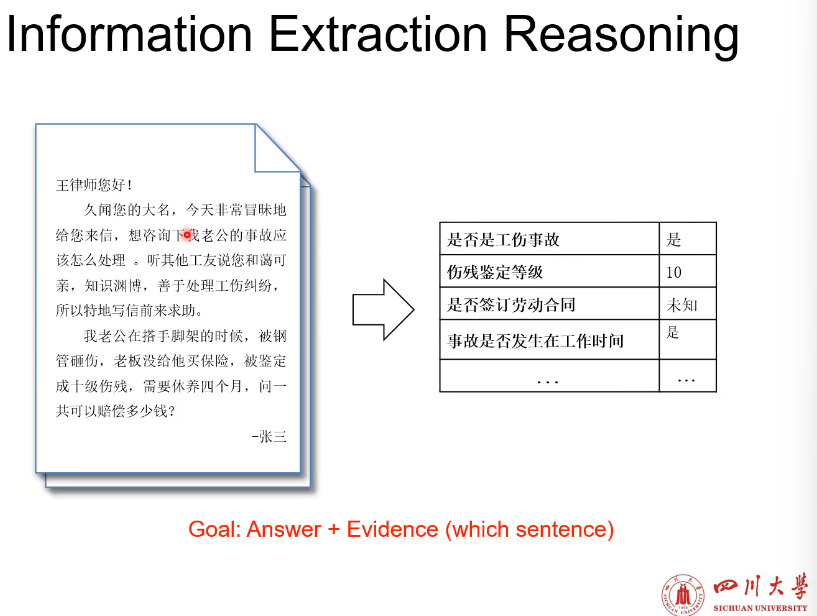 Information Extraction Reasoning
王律师您好！
久闻您的大名，今天非常冒昧地
给您来信，想咨询下我老公的事故应
该怎么处理 。听其他工友说您和蔼可
亲，知识渊博，善于处理工伤纠纷，
所以特地写信前来求助。
我老公在搭手脚架的时候，被钢
管砸伤，老板没给他买保险，被鉴定
成十级伤残，需要休养四个月，问一
共可以赔偿多少钱？
-张三
是否是工伤事故 是
伤残鉴定等级 10
是否签订劳动合同 未知
事故是否发生在工作时间 是
... ...
Goal: Answer + Evidence (which sentence)
四川大学
SICHUAN UNIVERSITY